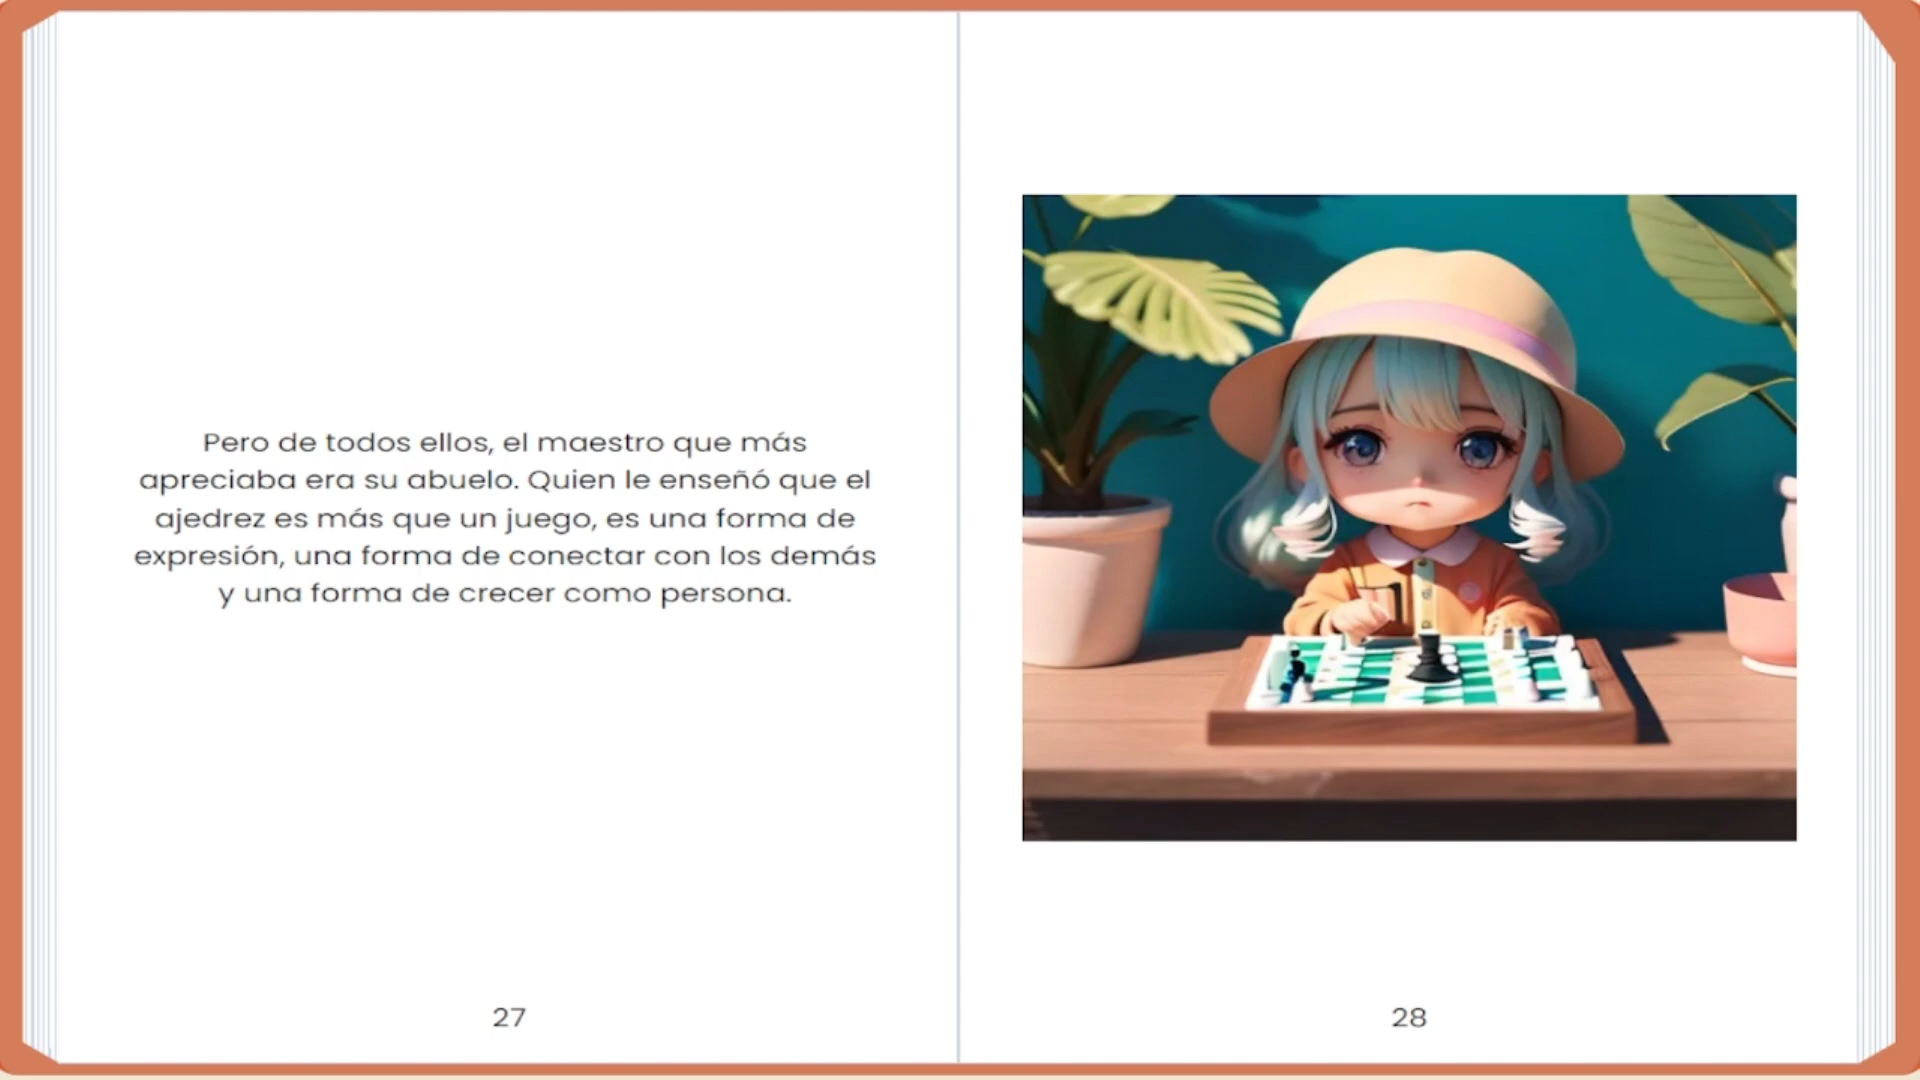 Pero de todos ellos, el maestro que más
apreciaba era su abuelo. Quien le enseñó que el
ajedrez es más que un juego, es una forma de
expresión, una forma de conectar con los demás
y una forma de crecer como persona.
27
28